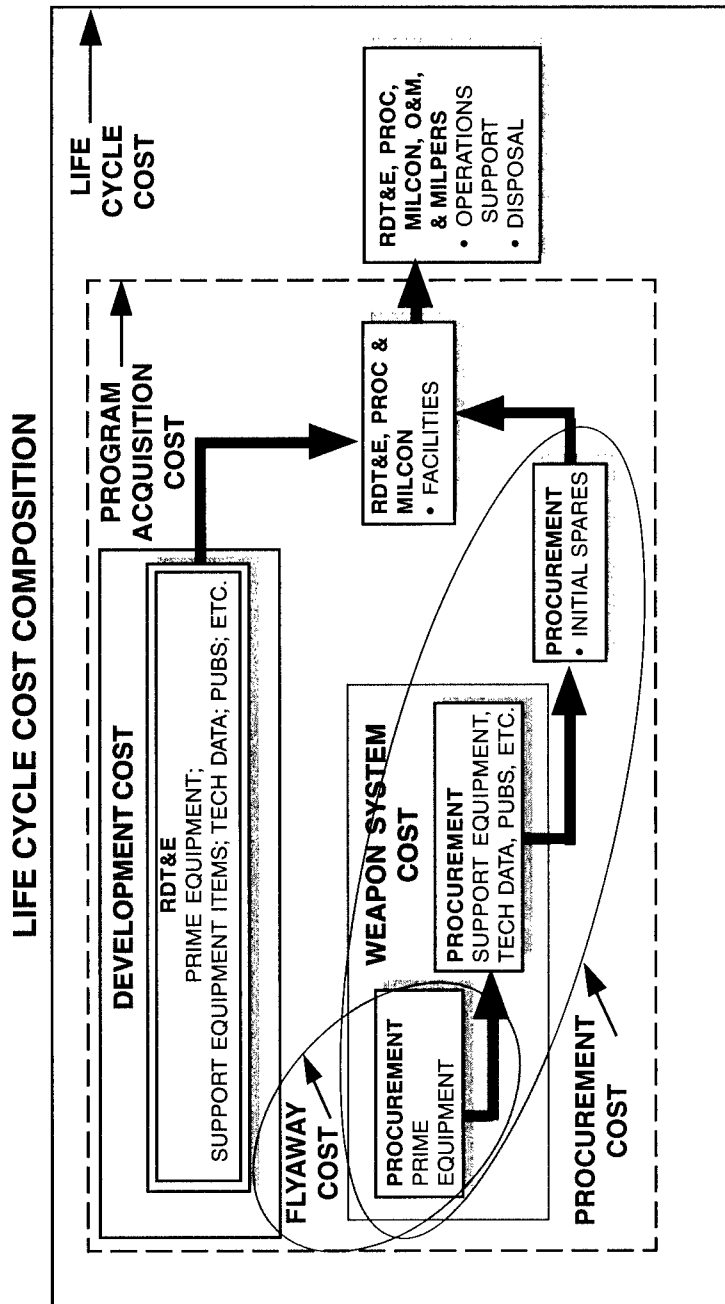 LIFE CYCLE COST COMPOSITION
DEVELOPMENT COST
RDT&E
PRIME EQUIPMENT;
SUPPORT EQUIPMENT ITEMS; TECH DATA; PUBS; ETC.
PROGRAM
ACQUISITION
COST
LIFE
CYCLE
COST
FLYAWAY
COST
WEAPON SYSTEM
COST
PROCUREMENT
PRIME
EQUIPMENT
PROCUREMENT
SUPPORT EQUIPMENT,
TECH DATA, PUBS, ETC.
RDT&E, PROC &
MILCON
• FACILITIES
RDT&E, PROC,
MILCON, O&M,
& MILPERS
• OPERATIONS
SUPPORT
• DISPOSAL
PROCUREMENT
• INITIAL SPARES
PROCUREMENT
COST